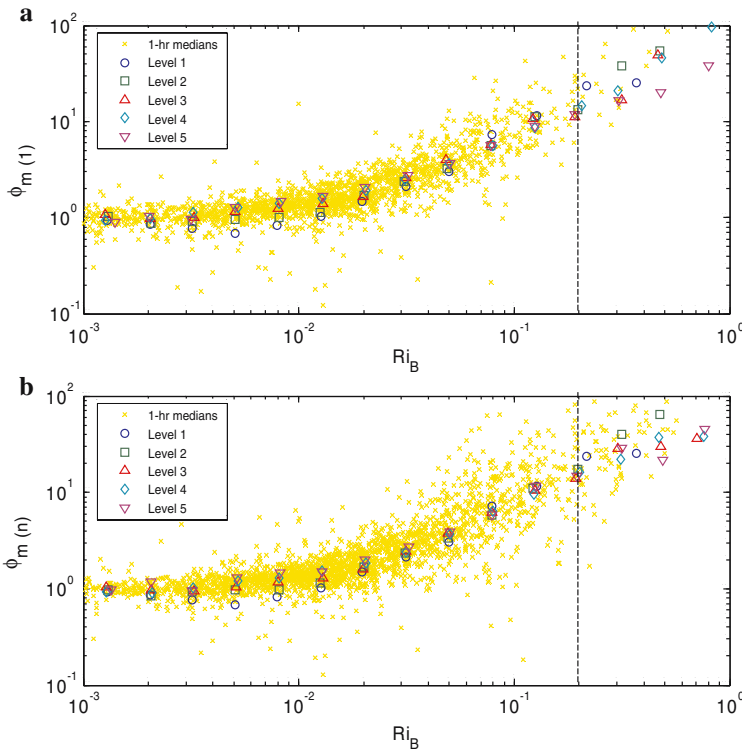 a
10²
10¹
10⁰
10⁻¹
ϕm (1)
1-hr medians
Level 1
Level 2
Level 3
Level 4
Level 5
10⁻³
10⁻²
10⁻¹
10⁰
RiB
b
10²
10¹
10⁰
10⁻¹
ϕm (n)
1-hr medians
Level 1
Level 2
Level 3
Level 4
Level 5
10⁻³
10⁻²
10⁻¹
10⁰
RiB